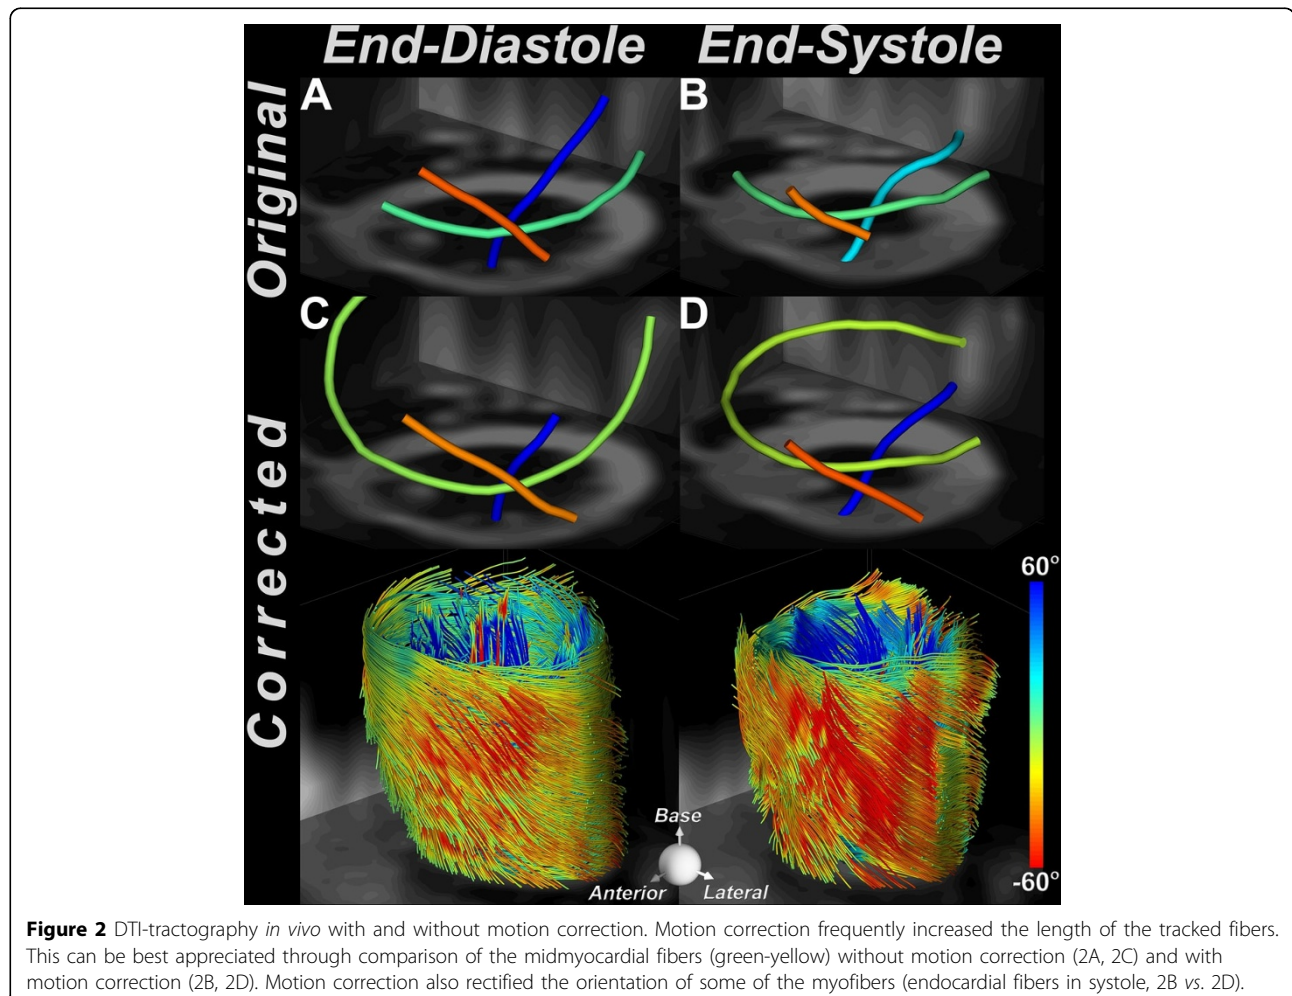 End-Diastole End-Systole
Original
A
B
C
D
Corrected
60°
-60°
Base
Anterior
Lateral
Figure 2 DTI-tractography in vivo with and without motion correction. Motion correction frequently increased the length of the tracked fibers.
This can be best appreciated through comparison of the midmyocardial fibers (green-yellow) without motion correction (2A, 2C) and with
motion correction (2B, 2D). Motion correction also rectified the orientation of some of the myofibers (endocardial fibers in systole, 2B vs. 2D).